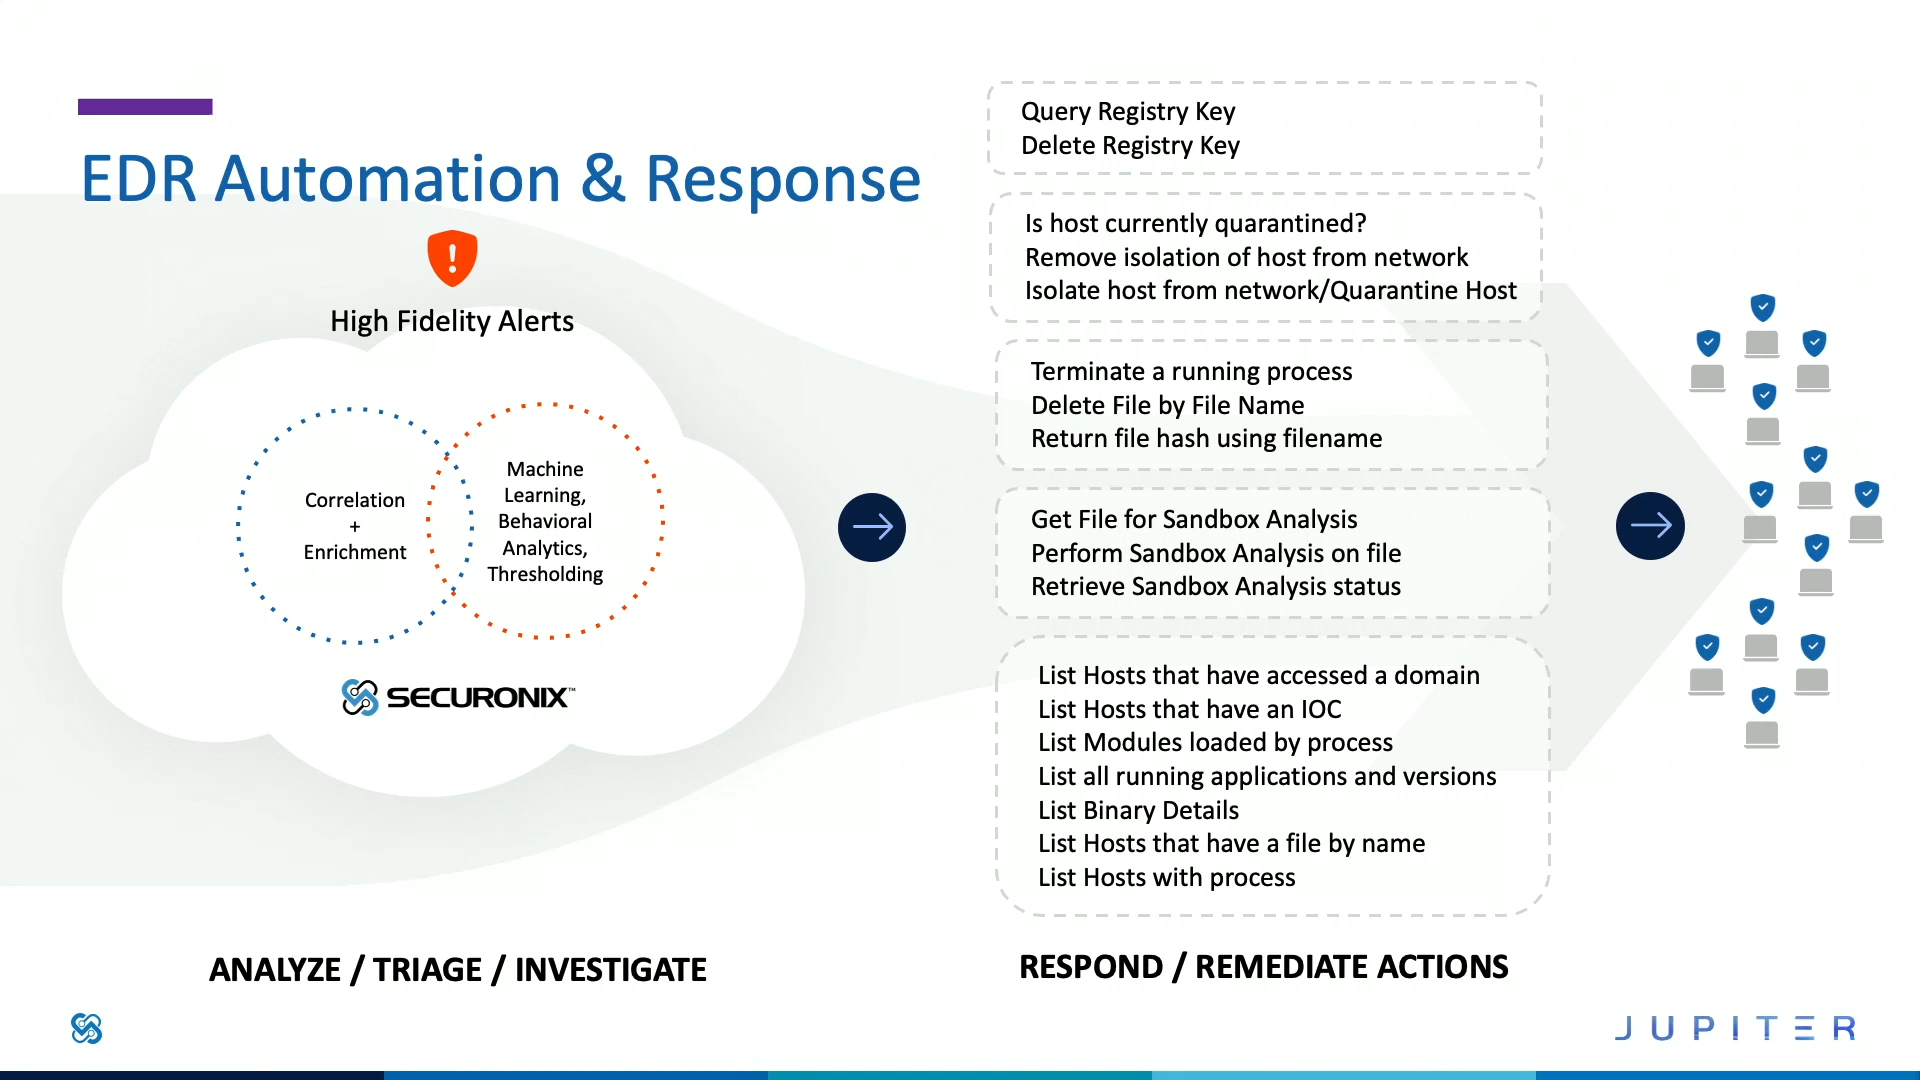 EDR Automation & Response
High Fidelity Alerts
Correlation
+
Enrichment
Machine
Learning,
Behavioral
Analytics,
Thresholding
SECURONIX™
ANALYZE / TRIAGE / INVESTIGATE
Query Registry Key
Delete Registry Key
Is host currently quarantined?
Remove isolation of host from network
Isolate host from network/Quarantine Host
Terminate a running process
Delete File by File Name
Return file hash using filename
Get File for Sandbox Analysis
Perform Sandbox Analysis on file
Retrieve Sandbox Analysis status
List Hosts that have accessed a domain
List Hosts that have an IOC
List Modules loaded by process
List all running applications and versions
List Binary Details
List Hosts that have a file by name
List Hosts with process
RESPOND / REMEDIATE ACTIONS
JUPITER